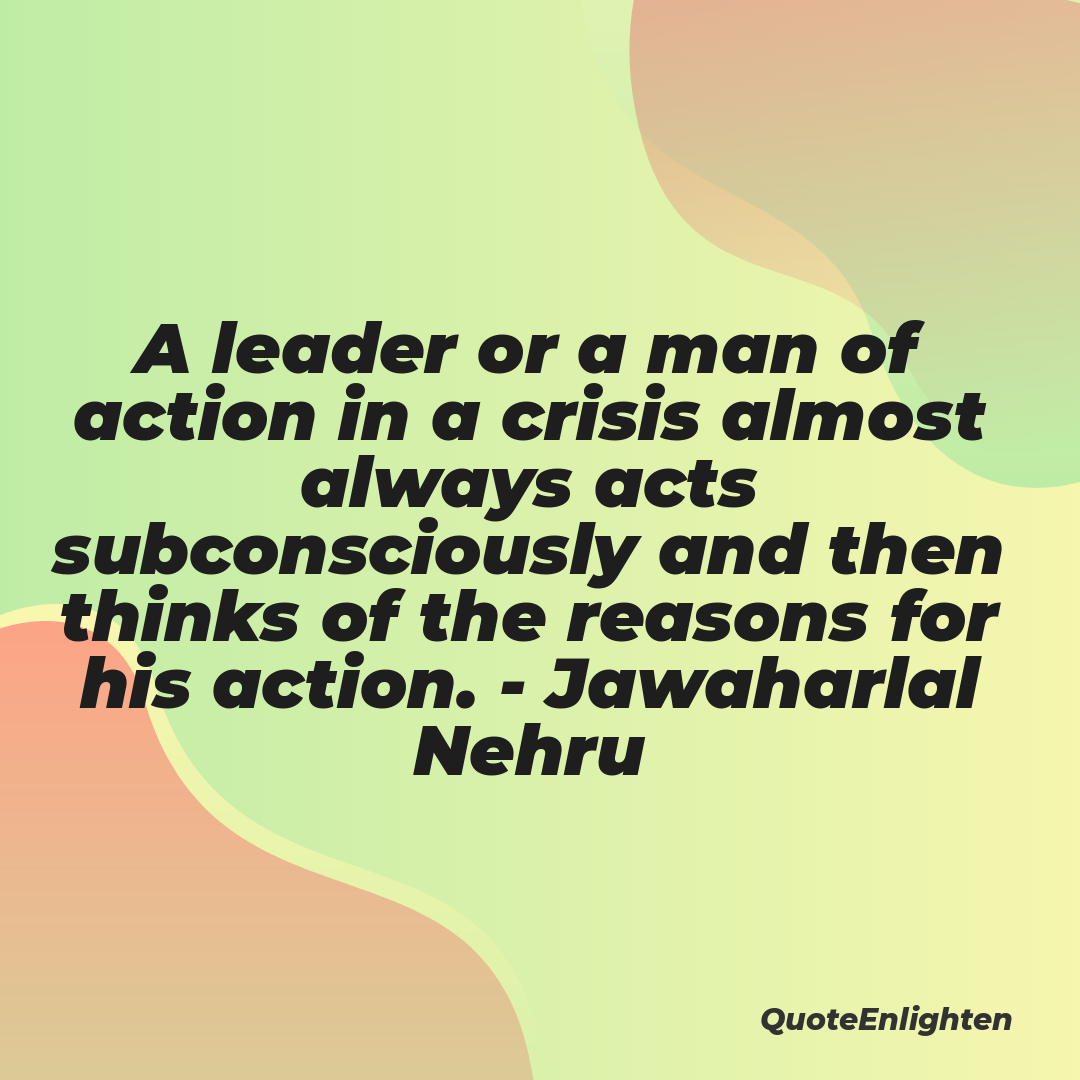 A leader or a man of
action in a crisis almost
always acts
subconsciously and then
thinks of the reasons for
his action. - Jawaharlal
Nehru
QuoteEnlighten